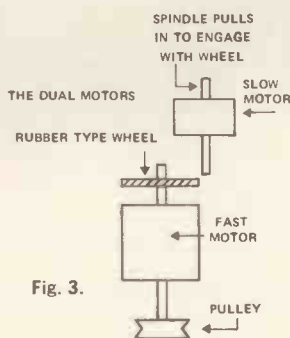 SPINDLE PULLS
IN TO ENGAGE
WITH WHEEL
THE DUAL MOTORS
SLOW
MOTOR
RUBBER TYPE WHEEL
FAST
MOTOR
Fig. 3.
PULLEY